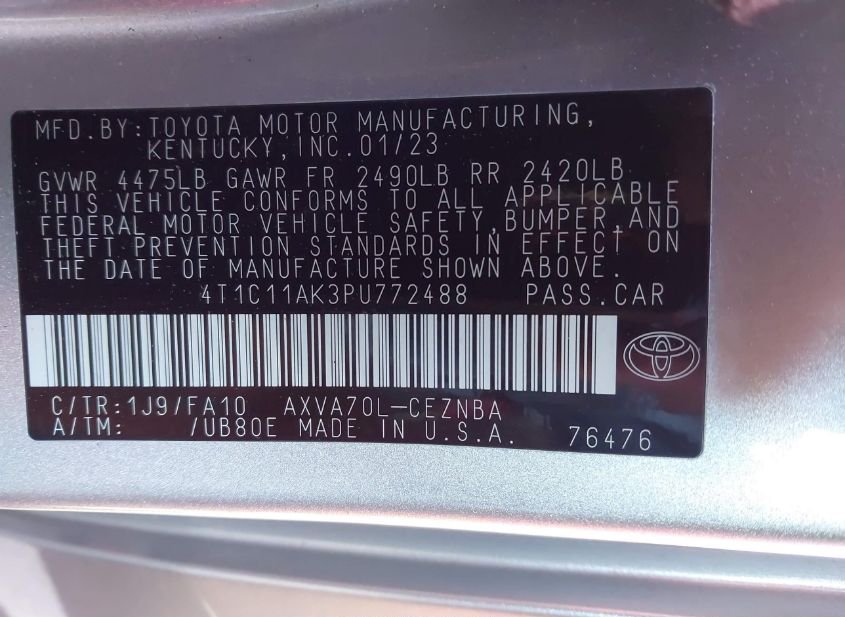 MFD.BY:TOYOTA MOTOR MANUFACTURING,
KENTUCKY,INC.01/23
GVWR 4475LB GAWR FR 2490LB RR 2420LB
THIS VEHICLE CONFORMS TO ALL APPLICABLE
FEDERAL MOTOR VEHICLE SAFETY,BUMPER,AND
THEFT PREVENTION STANDARDS IN EFFECT ON
THE DATE OF MANUFACTURE SHOWN ABOVE.
4T1C11AK3PU772488 PASS.CAR
C/TR:1J9/FA10 AXVA70L-CEZNBA
A/TM: /UB80E MADE IN U.S.A. 76476